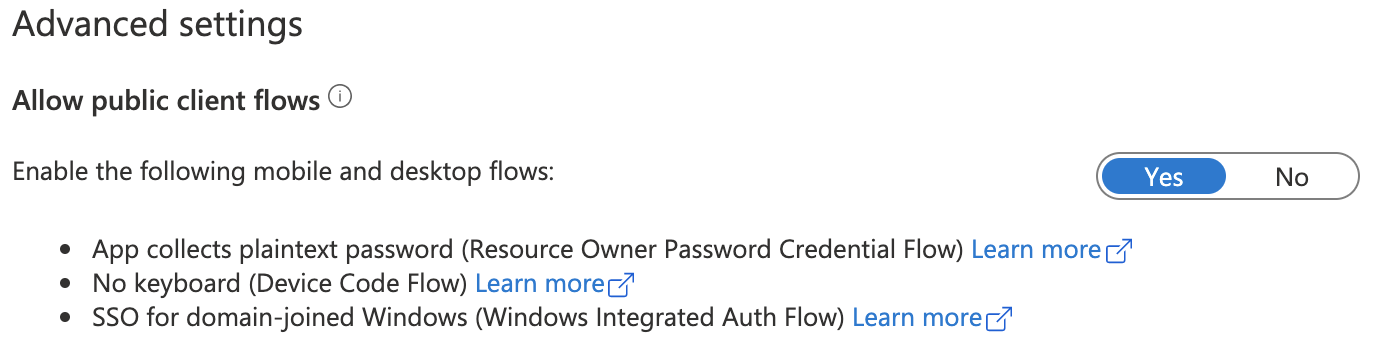 Advanced settings
Allow public client flows
Enable the following mobile and desktop flows:
Yes No
• App collects plaintext password (Resource Owner Password Credential Flow) Learn more
• No keyboard (Device Code Flow) Learn more
• SSO for domain-joined Windows (Windows Integrated Auth Flow) Learn more